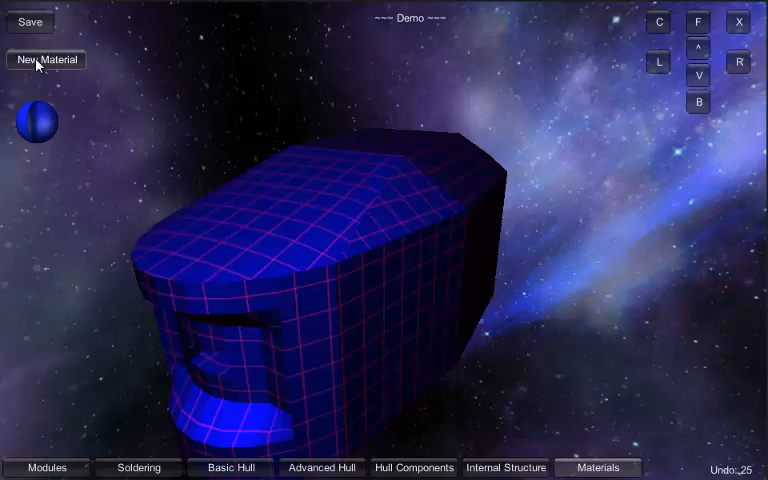 Save
~~~ Demo ~~~
C F X
^
New Material
L
V
R
B
Modules Soldering Basic Hull Advanced Hull Hull Components Internal Structure Materials
Undo: 25